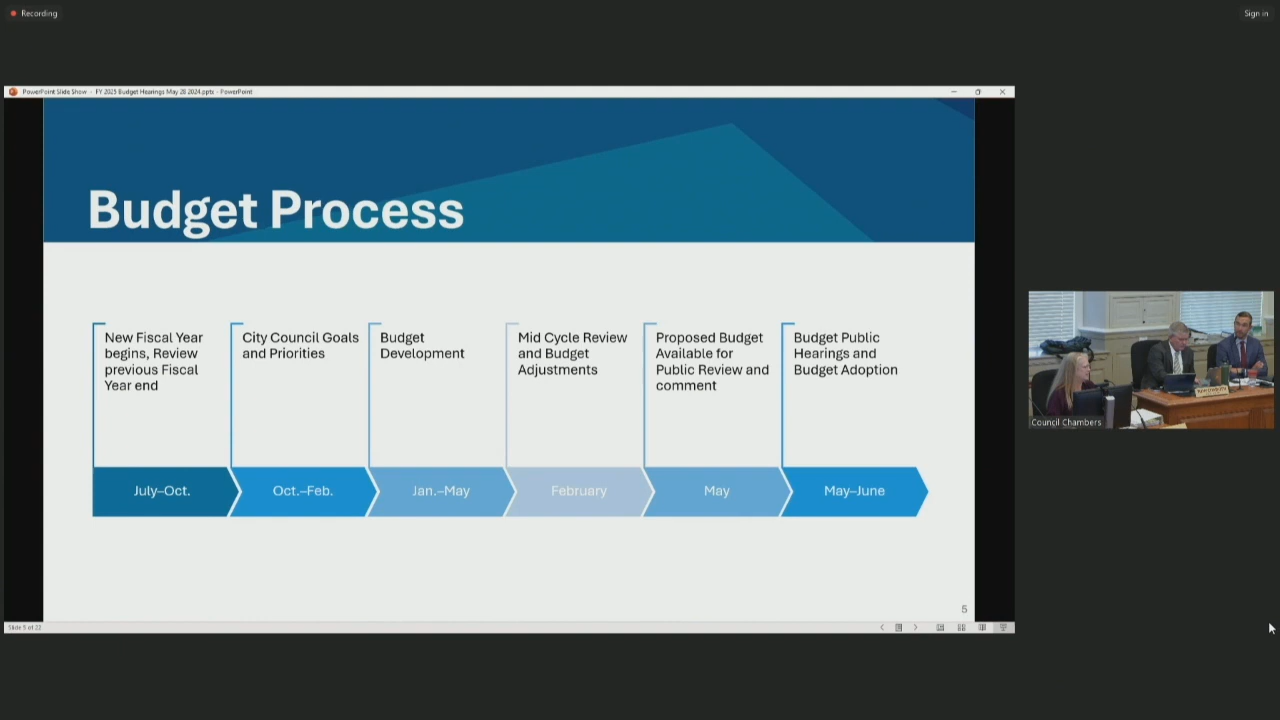 Recording
Sign in
PowerPoint Slide Show - FY 2025 Budget Hearings May 28 2024.pptx - PowerPoint
Budget Process
New Fiscal Year
begins, Review
previous Fiscal
Year end
City Council Goals
and Priorities
Budget
Development
Mid Cycle Review
and Budget
Adjustments
Proposed Budget
Available for
Public Review and
comment
Budget Public
Hearings and
Budget Adoption
July–Oct.
Oct.–Feb.
Jan.–May
February
May
May–June
5
Slide 5 of 22
Council Chambers